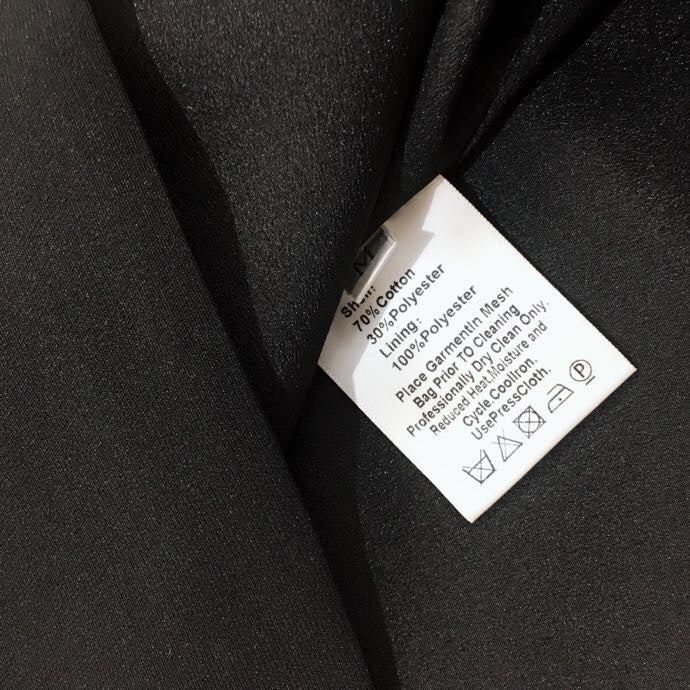 M
Shell:
70%Cotton
30%Polyester
Lining:
100%Polyester
Place GarmentIn Mesh
Bag Prior TO Cleaning
Professionally Dry Clean Only.
Reduced Heat,Moisture and
Cycle.CoolIron.
UsePressCloth.
P